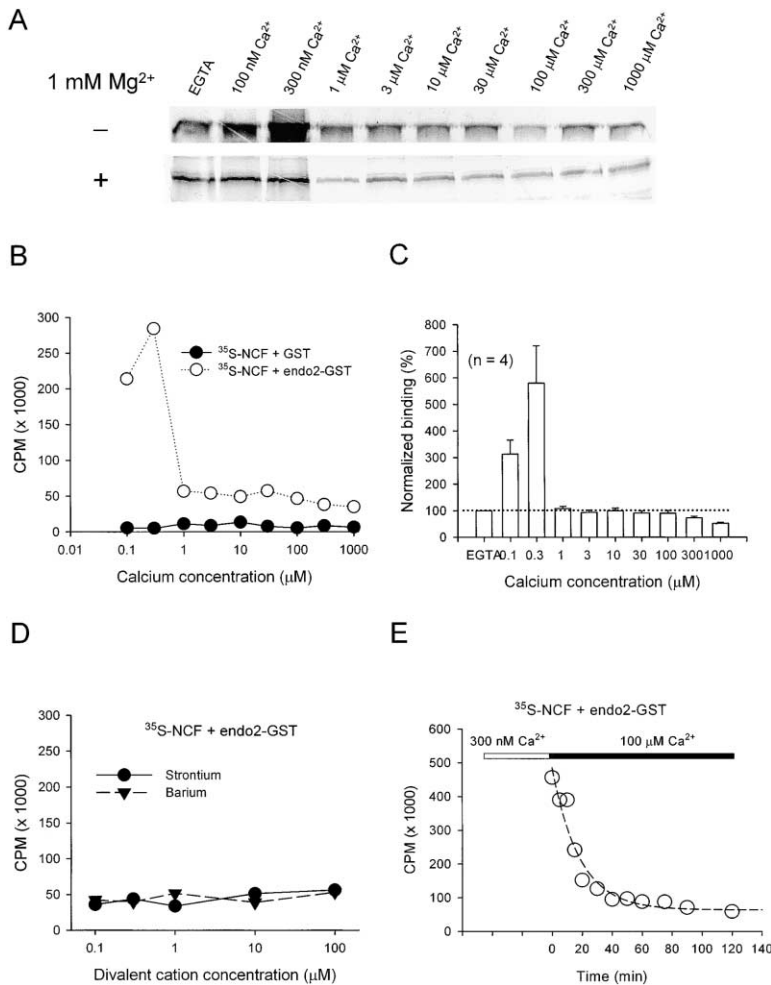 A
1 mM Mg²⁺
EGTA
100 nM Ca²⁺
300 nM Ca²⁺
1 μM Ca²⁺
3 μM Ca²⁺
10 μM Ca²⁺
30 μM Ca²⁺
100 μM Ca²⁺
300 μM Ca²⁺
1000 μM Ca²⁺
−
+
B
CPM (x 1000)
300
250
200
150
100
50
0
³⁵S-NCF + GST
³⁵S-NCF + endo2-GST
0.01 0.1 1 10 100 1000
Calcium concentration (μM)
C
Normalized binding (%)
800
700
600
500
400
300
200
100
0
(n = 4)
EGTA 0.1 0.3 1 3 10 30 100 300 1000
Calcium concentration (μM)
D
³⁵S-NCF + endo2-GST
CPM (x 1000)
300
250
200
150
100
50
0
Strontium
Barium
0.1 1 10 100
Divalent cation concentration (μM)
E
³⁵S-NCF + endo2-GST
300 nM Ca²⁺
100 μM Ca²⁺
CPM (x 1000)
600
500
400
300
200
100
0
0 20 40 60 80 100 120 140
Time (min)